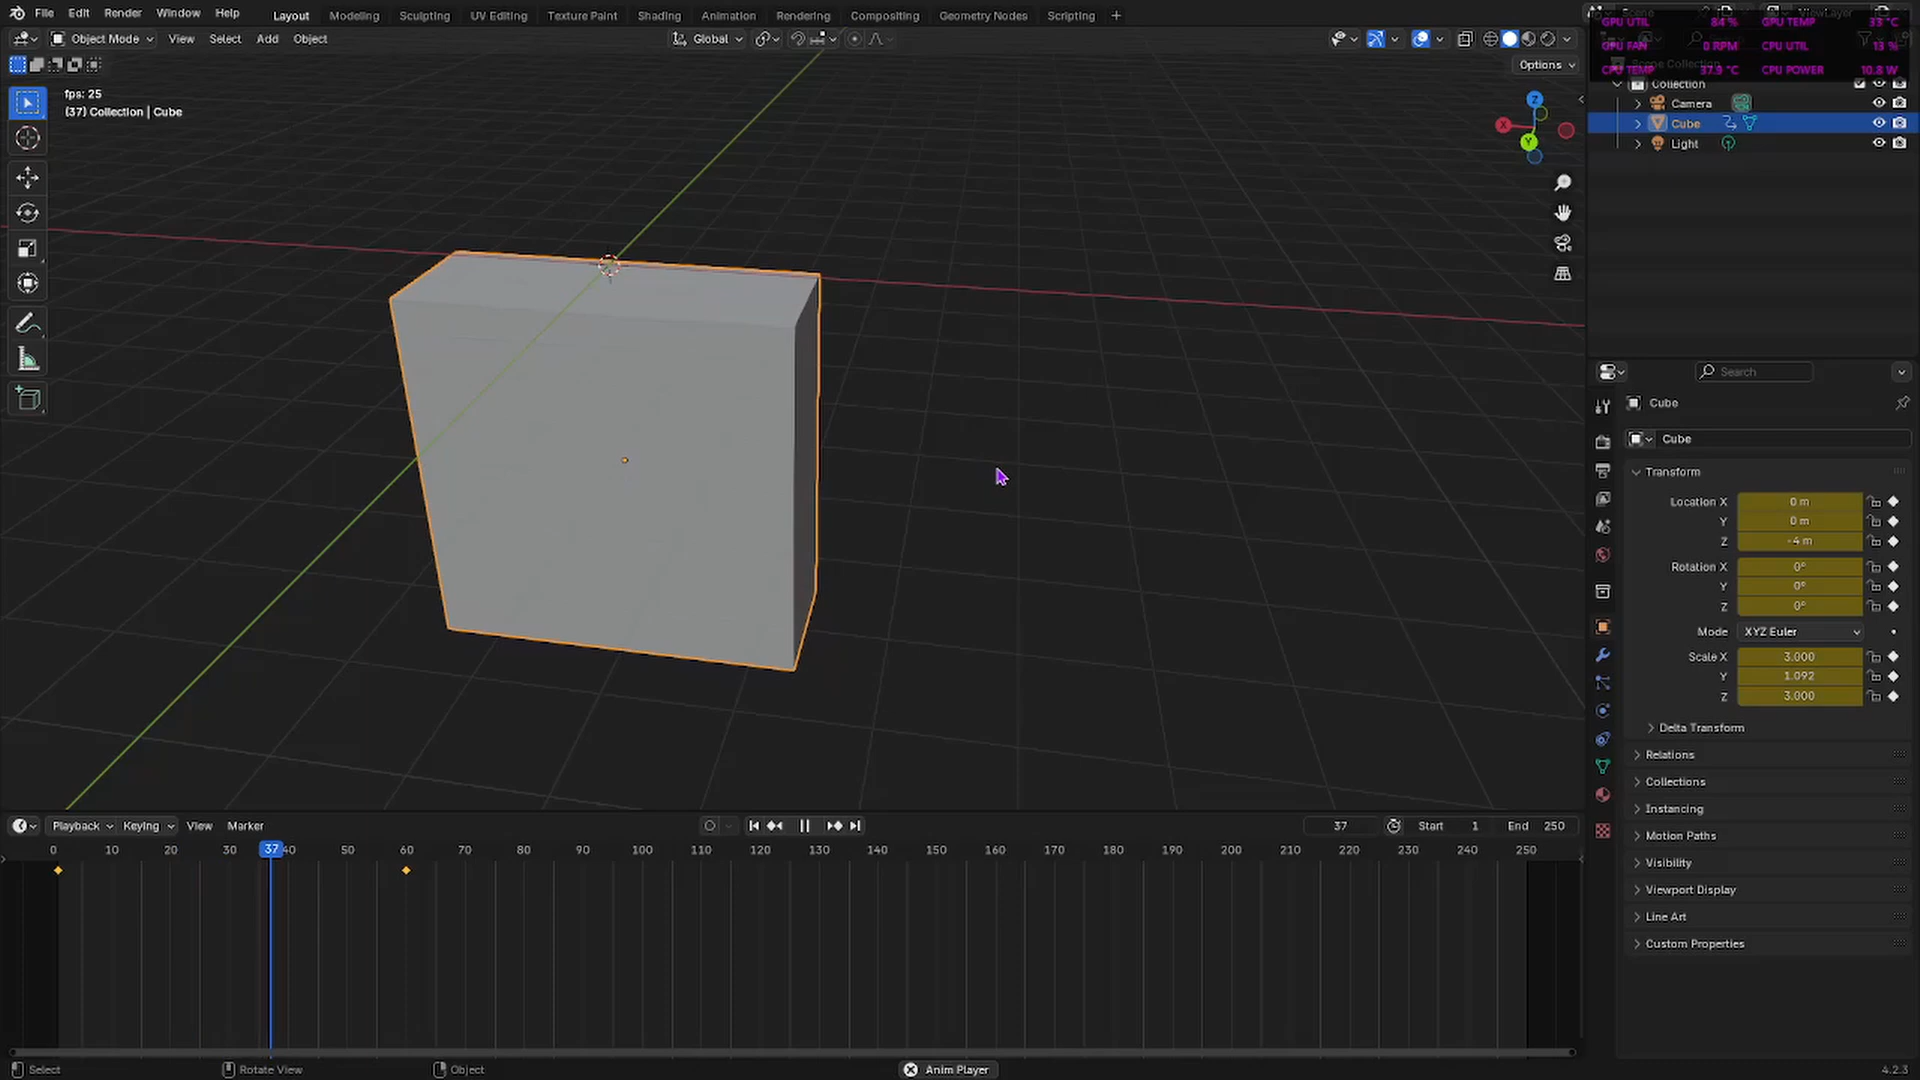 File Edit Render Window Help Layout Modeling Sculpting UV Editing Texture Paint Shading Animation Rendering Compositing Geometry Nodes Scripting +
Scene ViewLayer
GPU UTIL 84 % GPU TEMP 33 °C
Object Mode View Select Add Object Global
GPU FAN 0 RPM CPU UTIL 13 %
Options
CPU TEMP 37.9 °C CPU POWER 10.8 W
Scene Collection
Collection
fps: 25
(37) Collection | Cube
Camera
Cube
Light
Z
X
Y
Search
Cube
Cube
Transform
Location X 0 m
Y 0 m
Z -4 m
Rotation X 0°
Y 0°
Z 0°
Mode XYZ Euler
Scale X 3.000
Y 1.092
Z 3.000
Delta Transform
Relations
Collections
Instancing
Motion Paths
Visibility
Viewport Display
Line Art
Custom Properties
Playback Keying View Marker 37 Start 1 End 250
0 10 20 30 37 40 50 60 70 80 90 100 110 120 130 140 150 160 170 180 190 200 210 220 230 240 250
Select Rotate View Object Anim Player 4.2.3